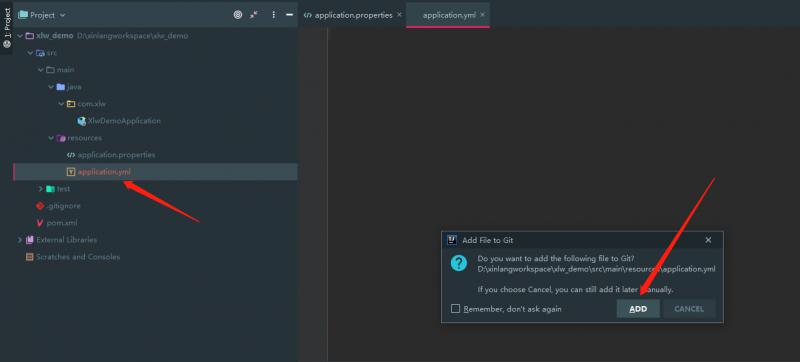 1: Project
Project
xlw_demo D:\xinlangworkspace\xlw_demo
src
main
java
com.xlw
XlwDemoApplication
resources
application.properties
application.yml
test
.gitignore
pom.xml
External Libraries
Scratches and Consoles
application.properties
application.yml
Add File to Git
Do you want to add the following file to Git?
D:\xinlangworkspace\xlw_demo\src\main\resources\application.yml
If you choose Cancel, you can still add it later manually.
Remember, don't ask again
ADD
CANCEL